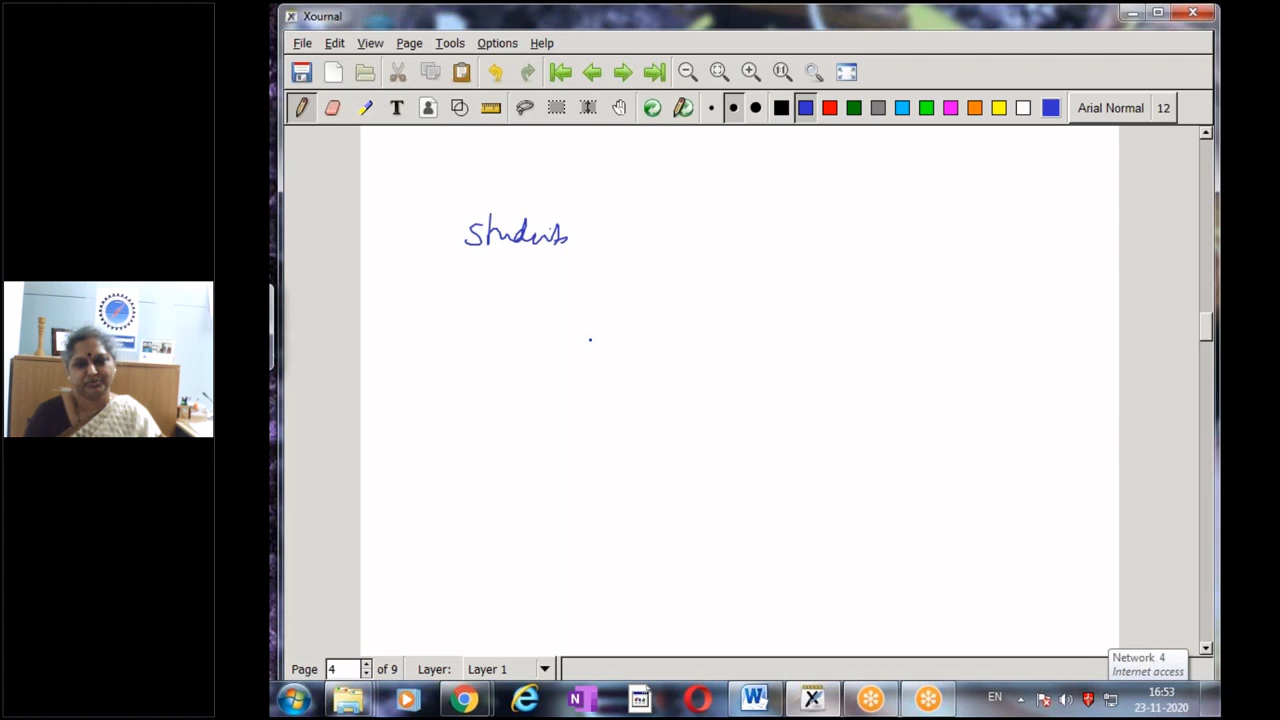 Xournal
File Edit View Page Tools Options Help
Arial Normal 12
students
Page 4 of 9 Layer: Layer 1
Network 4
Internet access
EN 16:53
23-11-2020